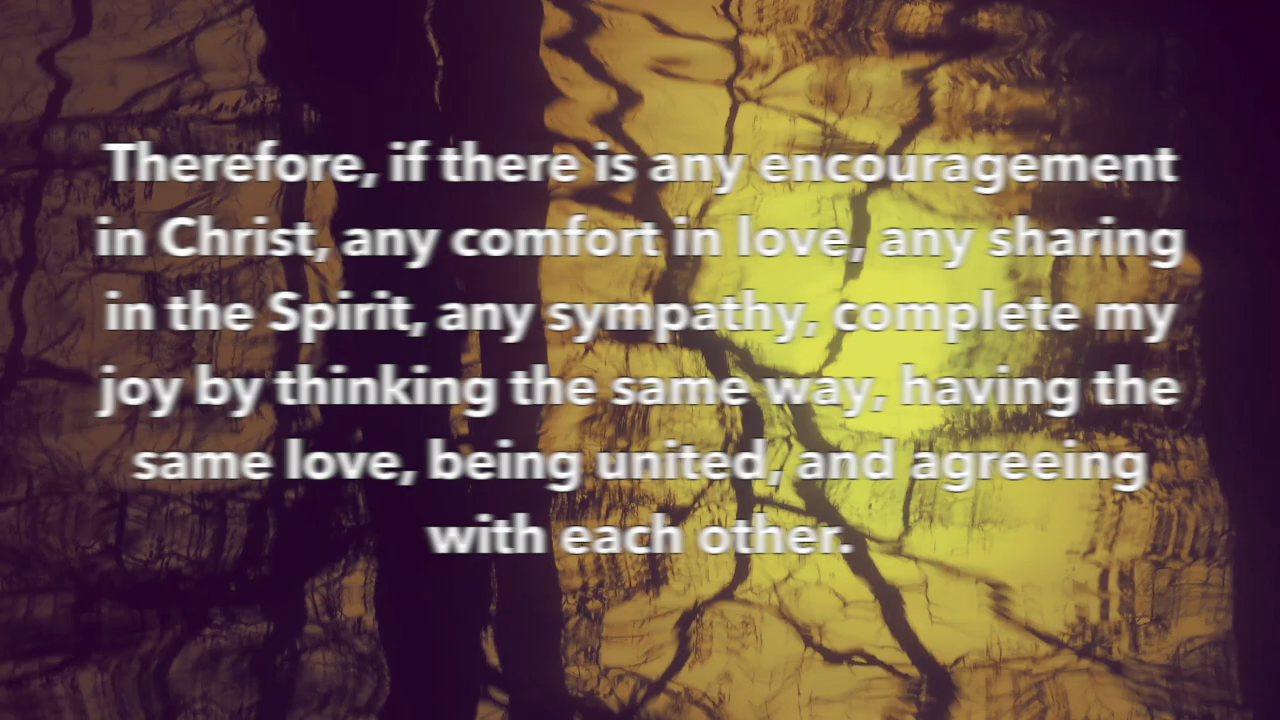 Therefore, if there is any encouragement
in Christ, any comfort in love, any sharing
in the Spirit, any sympathy, complete my
joy by thinking the same way, having the
same love, being united, and agreeing
with each other.